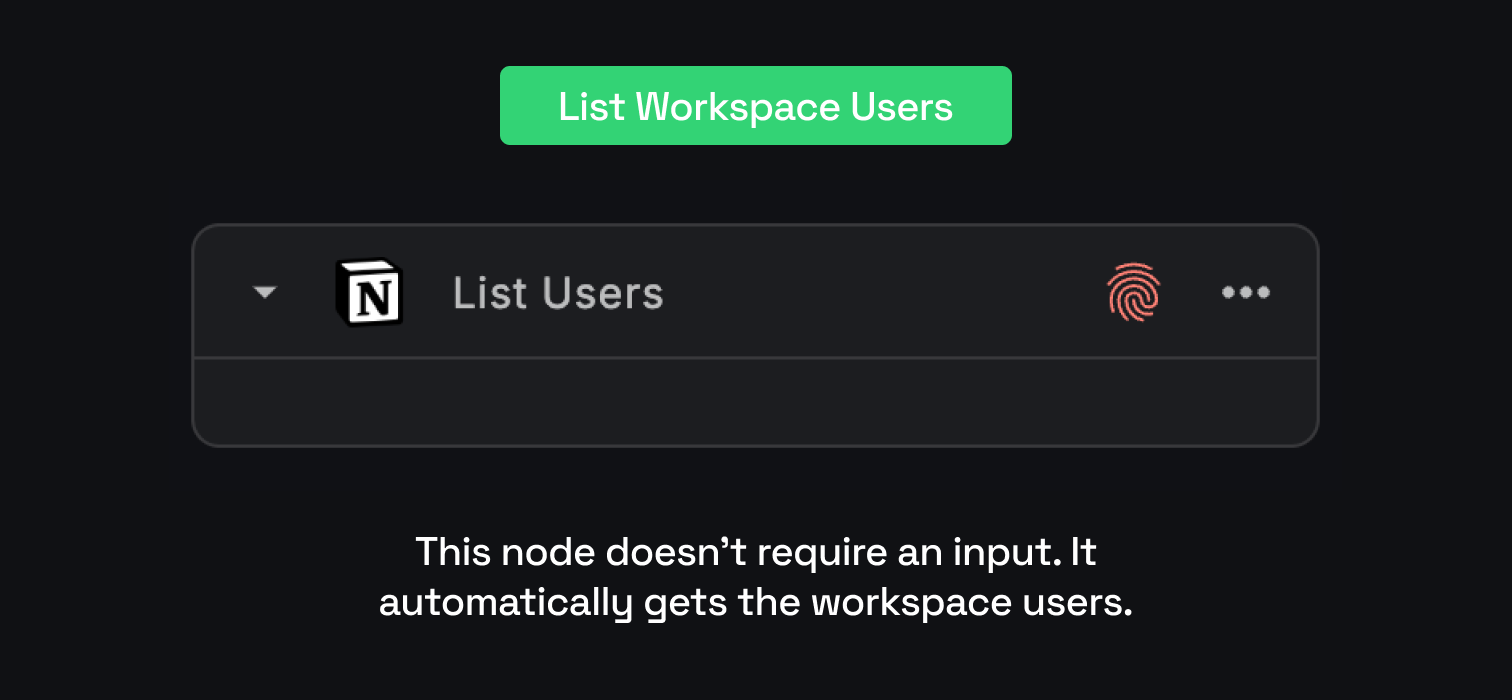 List Workspace Users
N
List Users
This node doesn’t require an input. It
automatically gets the workspace users.